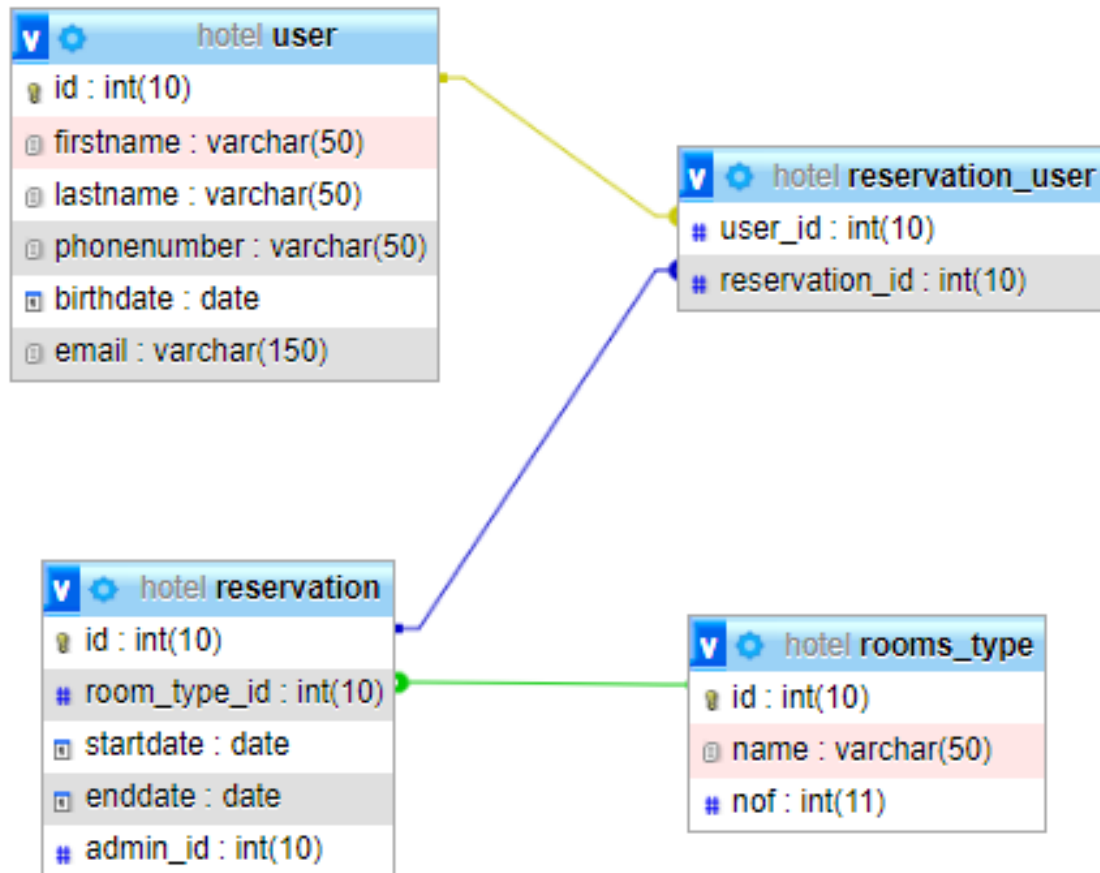 v hotel user
id : int(10)
firstname : varchar(50)
lastname : varchar(50)
phonenumber : varchar(50)
birthdate : date
email : varchar(150)
v hotel reservation_user
# user_id : int(10)
# reservation_id : int(10)
v hotel reservation
id : int(10)
# room_type_id : int(10)
startdate : date
enddate : date
# admin_id : int(10)
v hotel rooms_type
id : int(10)
name : varchar(50)
# nof : int(11)